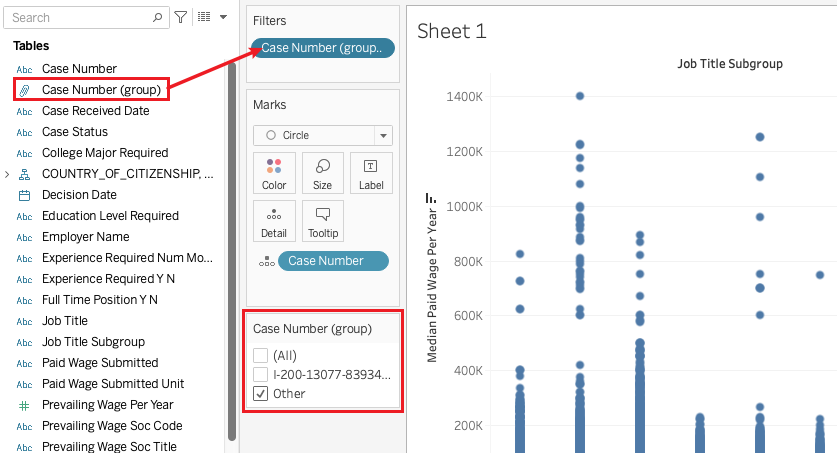 Search
Tables
Abc Case Number
Case Number (group)
Abc Case Received Date
Abc Case Status
Abc College Major Required
COUNTRY_OF_CITIZENSHIP, ...
Decision Date
Abc Education Level Required
Abc Employer Name
Abc Experience Required Num Mo...
Abc Experience Required Y N
Abc Full Time Position Y N
Abc Job Title
Abc Job Title Subgroup
Abc Paid Wage Submitted
Abc Paid Wage Submitted Unit
Prevailing Wage Per Year
Abc Prevailing Wage Soc Code
Abc Prevailing Wage Soc Title
Filters
Case Number (group..
Marks
Circle
Color
Size
Label
Detail
Tooltip
Case Number
Case Number (group)
(All)
I-200-13077-83934...
Other
Sheet 1
Job Title Subgroup
Median Paid Wage Per Year
1400K
1200K
1000K
800K
600K
400K
200K